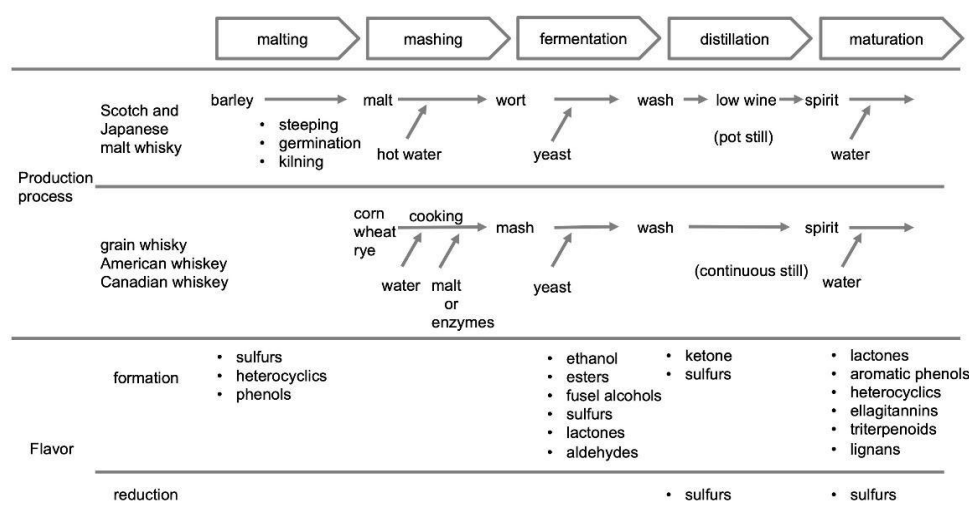 malting
mashing
fermentation
distillation
maturation
Production
process
Scotch and
Japanese
malt whisky
barley
• steeping
• germination
• kilning
malt
hot water
wort
yeast
wash
low wine
(pot still)
spirit
water
grain whisky
American whiskey
Canadian whiskey
corn
wheat
rye
cooking
water
malt
or
enzymes
mash
yeast
wash
(continuous still)
spirit
water
Flavor
formation
• sulfurs
• heterocyclics
• phenols
• ethanol
• esters
• fusel alcohols
• sulfurs
• lactones
• aldehydes
• ketone
• sulfurs
• lactones
• aromatic phenols
• heterocyclics
• ellagitannins
• triterpenoids
• lignans
reduction
• sulfurs
• sulfurs